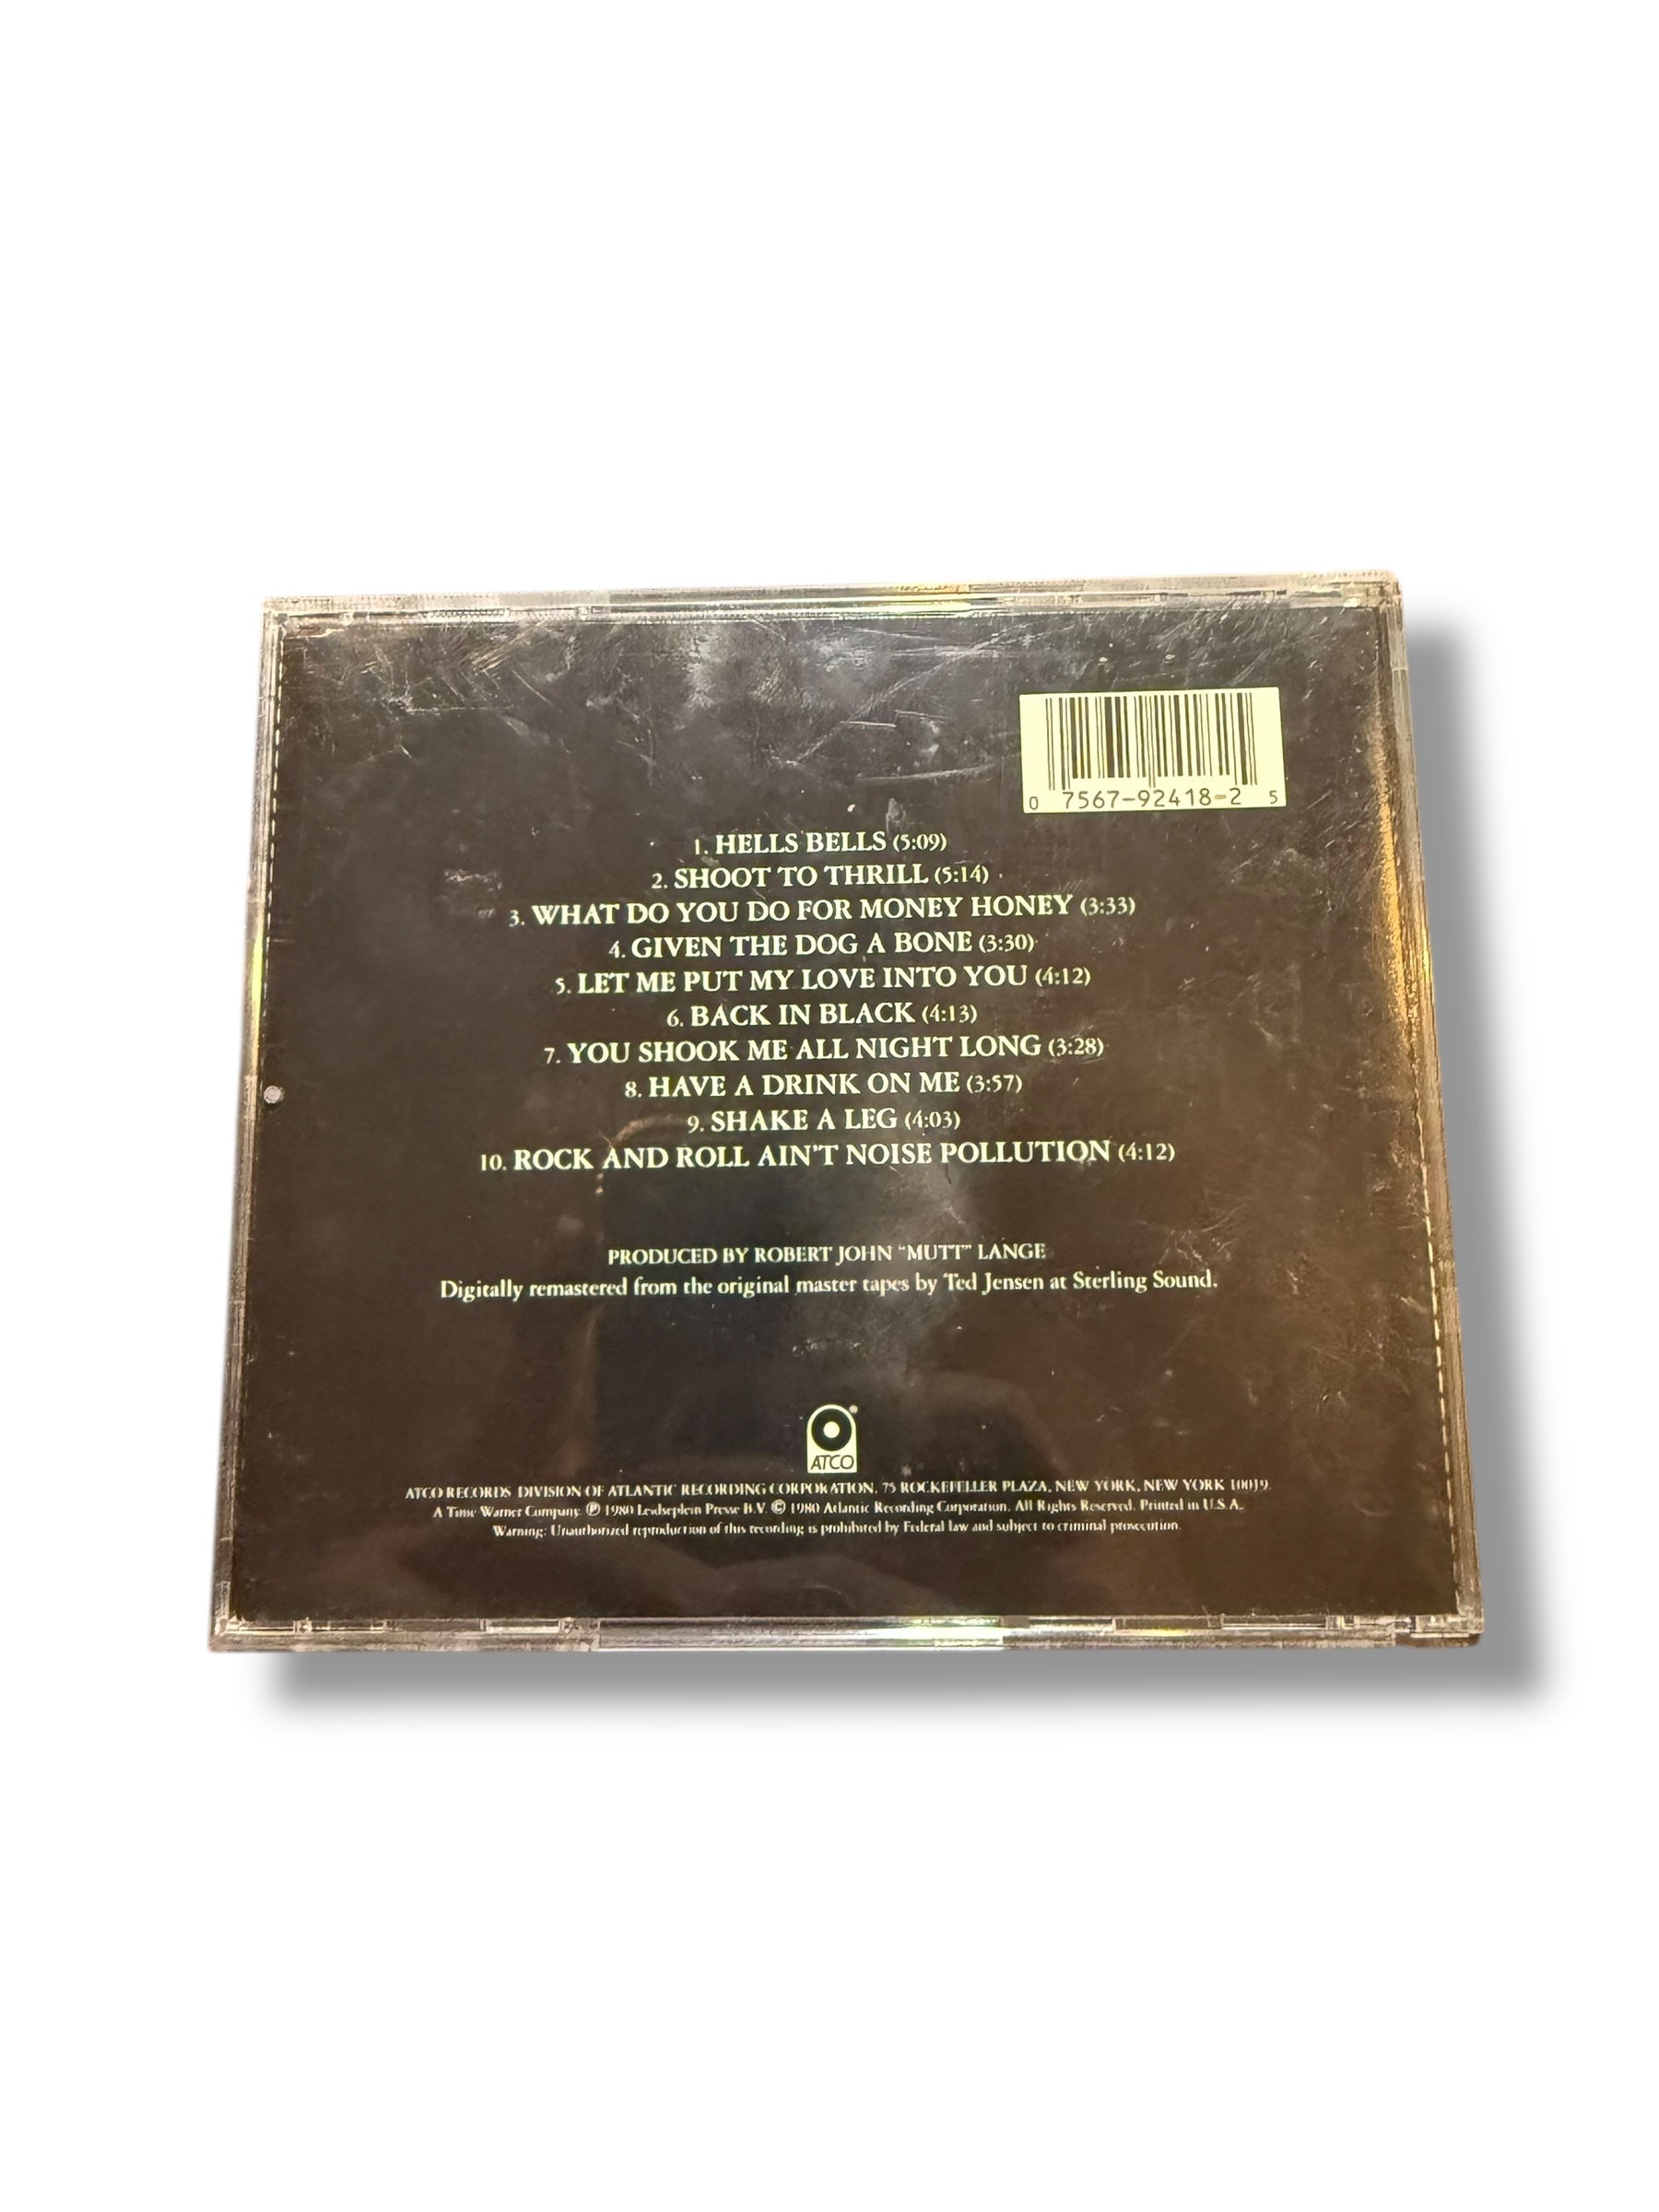 0 7567-92418-2 5
1. HELLS BELLS (5:09)
2. SHOOT TO THRILL (5:14)
3. WHAT DO YOU DO FOR MONEY HONEY (3:33)
4. GIVEN THE DOG A BONE (3:30)
5. LET ME PUT MY LOVE INTO YOU (4:12)
6. BACK IN BLACK (4:13)
7. YOU SHOOK ME ALL NIGHT LONG (3:28)
8. HAVE A DRINK ON ME (3:57)
9. SHAKE A LEG (4:03)
10. ROCK AND ROLL AIN'T NOISE POLLUTION (4:12)
PRODUCED BY ROBERT JOHN "MUTT" LANGE
Digitally remastered from the original master tapes by Ted Jensen at Sterling Sound.
ATCO®
ATCO RECORDS DIVISION OF ATLANTIC RECORDING CORPORATION, 75 ROCKEFELLER PLAZA, NEW YORK, NEW YORK 10019.
A Time Warner Company. ℗ 1980 Leidseplein Presse B.V. © 1980 Atlantic Recording Corporation. All Rights Reserved. Printed in U.S.A.
Warning: Unauthorized reproduction of this recording is prohibited by Federal law and subject to criminal prosecution.